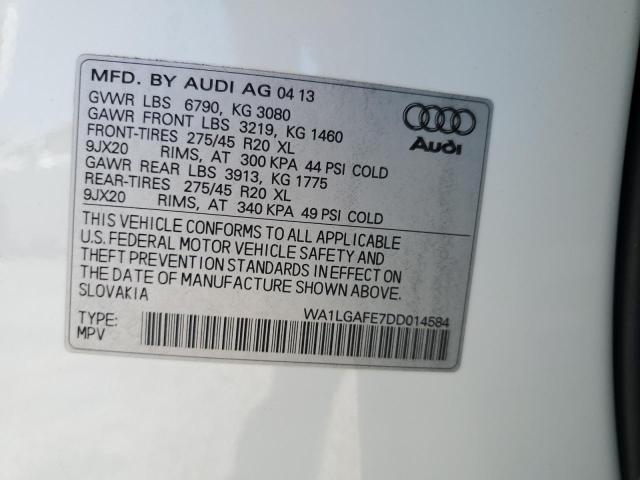 MFD. BY AUDI AG 04 13
GVWR LBS 6790, KG 3080
GAWR FRONT LBS 3219, KG 1460
FRONT-TIRES 275/45 R20 XL
9JX20 RIMS, AT 300 KPA 44 PSI COLD
GAWR REAR LBS 3913, KG 1775
REAR-TIRES 275/45 R20 XL
9JX20 RIMS, AT 340 KPA 49 PSI COLD
Audi
THIS VEHICLE CONFORMS TO ALL APPLICABLE
U.S. FEDERAL MOTOR VEHICLE SAFETY AND
THEFT PREVENTION STANDARDS IN EFFECT ON
THE DATE OF MANUFACTURE SHOWN ABOVE.
SLOVAKIA
WA1LGAFE7DD014584
TYPE:
MPV